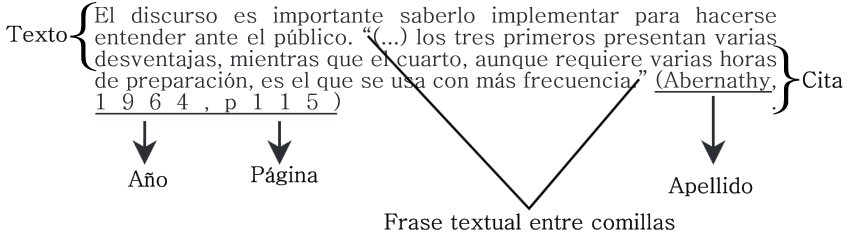 El discurso es importante saberlo implementar para hacerse
Texto
entender ante el público. “(...) los tres primeros presentan varias
desventajas, mientras que el cuarto, aunque requiere varias horas
de preparación, es el que se usa con más frecuencia.” (Abernathy,
Cita
1964, p 115)
.
Año
Página
Apellido
Frase textual entre comillas